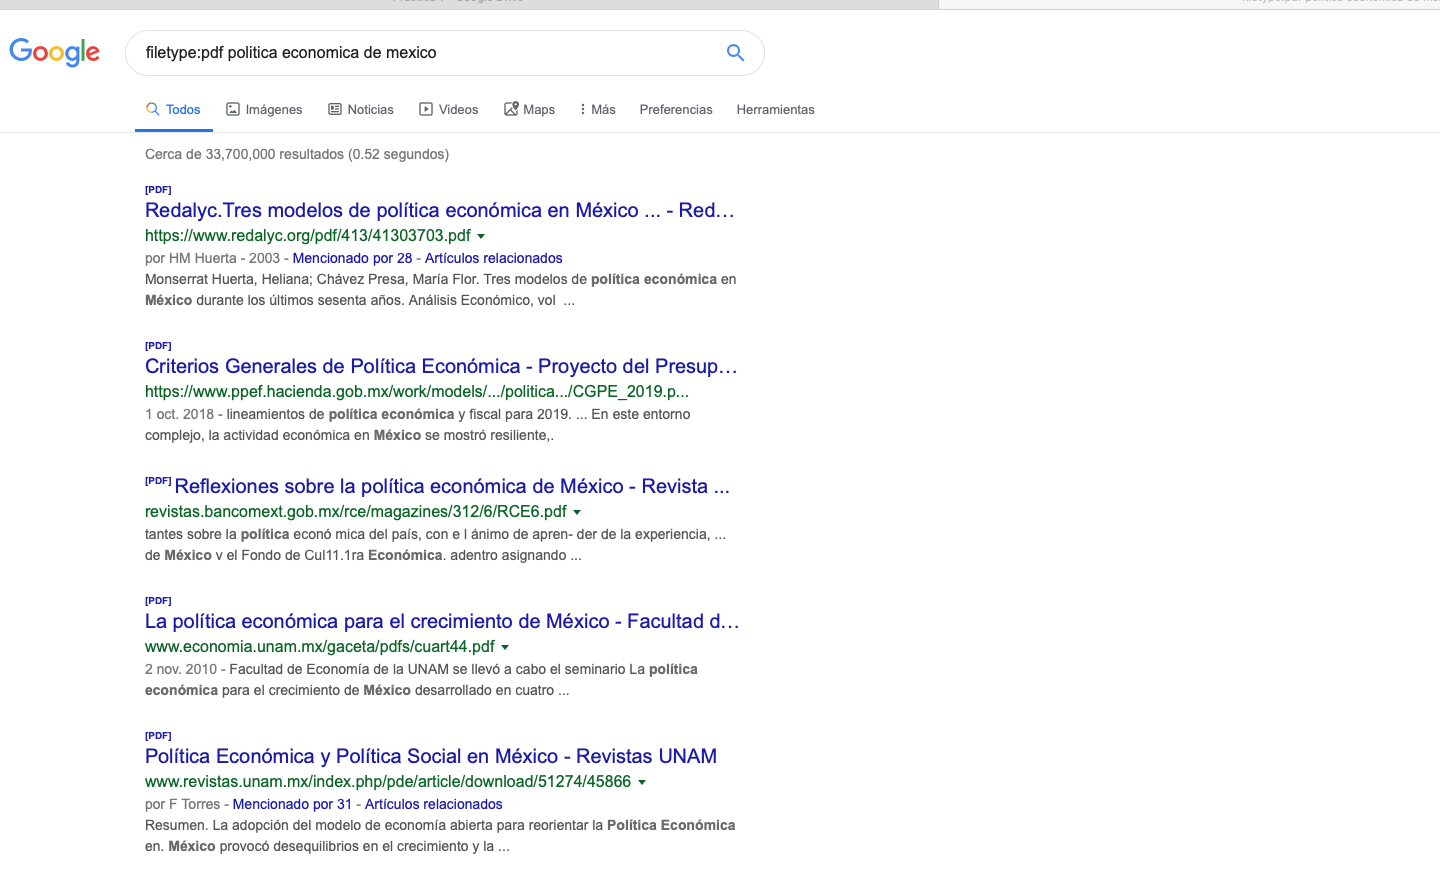 Google
filetype:pdf politica economica de mexico
Todos Imágenes Noticias Videos Maps Más Preferencias Herramientas
Cerca de 33,700,000 resultados (0.52 segundos)
[PDF]
Redalyc.Tres modelos de política económica en México ... - Red...
https://www.redalyc.org/pdf/413/41303703.pdf
por HM Huerta - 2003 - Mencionado por 28 - Artículos relacionados
Monserrat Huerta, Heliana; Chávez Presa, María Flor. Tres modelos de política económica en
México durante los últimos sesenta años. Análisis Económico, vol ...
[PDF]
Criterios Generales de Política Económica - Proyecto del Presup...
https://www.ppef.hacienda.gob.mx/work/models/.../politica.../CGPE_2019.p...
1 oct. 2018 - lineamientos de política económica y fiscal para 2019. ... En este entorno
complejo, la actividad económica en México se mostró resiliente,.
[PDF] Reflexiones sobre la política económica de México - Revista ...
revistas.bancomext.gob.mx/rce/magazines/312/6/RCE6.pdf
tantes sobre la política econó mica del país, con e l ánimo de apren- der de la experiencia, ...
de México v el Fondo de Cul11.1ra Económica. adentro asignando ...
[PDF]
La política económica para el crecimiento de México - Facultad d...
www.economia.unam.mx/gaceta/pdfs/cuart44.pdf
2 nov. 2010 - Facultad de Economía de la UNAM se llevó a cabo el seminario La política
económica para el crecimiento de México desarrollado en cuatro ...
[PDF]
Política Económica y Política Social en México - Revistas UNAM
www.revistas.unam.mx/index.php/pde/article/download/51274/45866
por F Torres - Mencionado por 31 - Artículos relacionados
Resumen. La adopción del modelo de economía abierta para reorientar la Política Económica
en. México provocó desequilibrios en el crecimiento y la ...